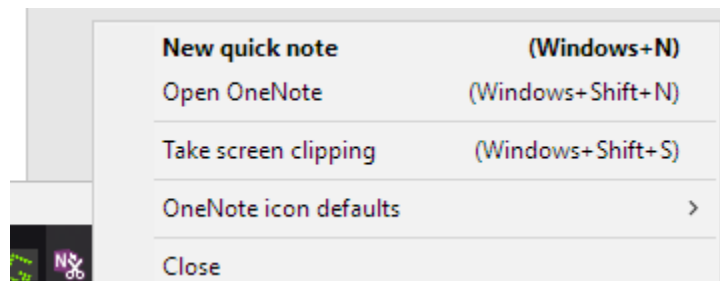 New quick note (Windows+N)
Open OneNote (Windows+Shift+N)
Take screen clipping (Windows+Shift+S)
OneNote icon defaults
Close
N